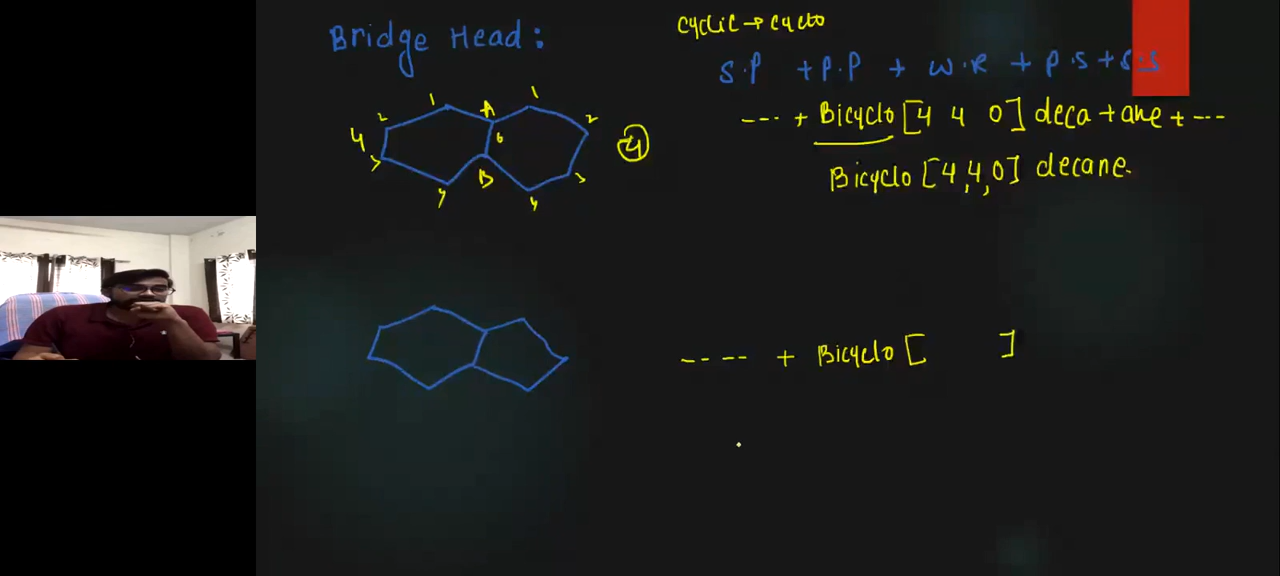 Bridge Head:
cyclic → cyclo
S.P + P.P + W.R + P.S + S.S
1 A 1
2 6 2
4 --- + Bicyclo [4 4 0] deca + ane + ---
3 B 3
4 4
Bicyclo [4,4,0] decane.
---- + Bicyclo [ ]